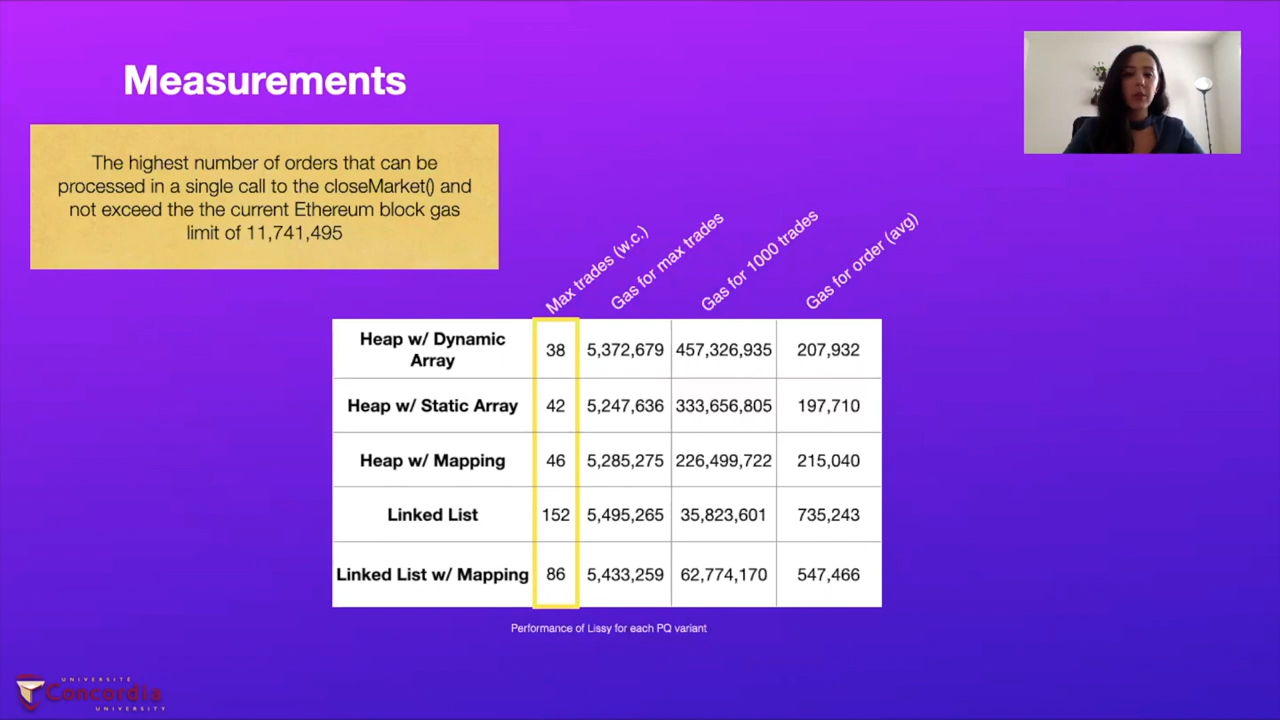 Measurements
The highest number of orders that can be
processed in a single call to the closeMarket() and
not exceed the the current Ethereum block gas
limit of 11,741,495
Max trades (w.c.)
Gas for max trades
Gas for 1000 trades
Gas for order (avg)
Heap w/ Dynamic
Array
38 5,372,679 457,326,935 207,932
Heap w/ Static Array 42 5,247,636 333,656,805 197,710
Heap w/ Mapping 46 5,285,275 226,499,722 215,040
Linked List 152 5,495,265 35,823,601 735,243
Linked List w/ Mapping 86 5,433,259 62,774,170 547,466
Performance of Lissy for each PQ variant
UNIVERSITÉ
Concordia
UNIVERSITY